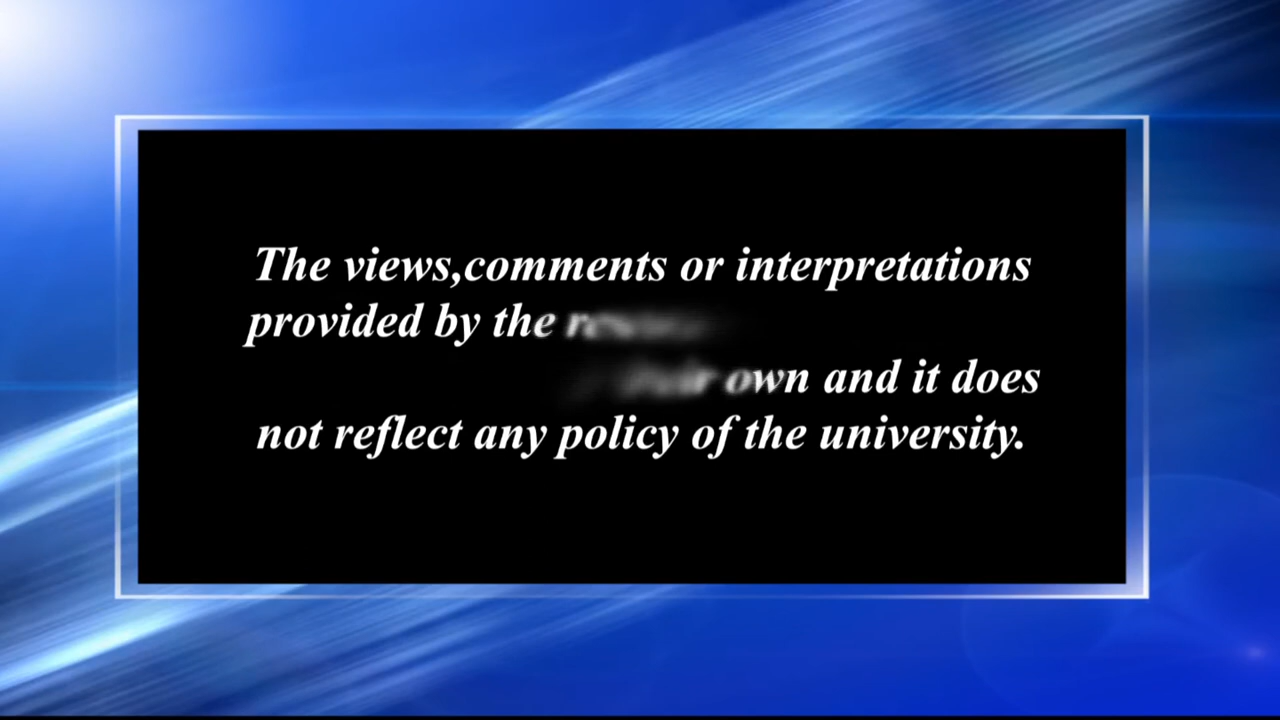 The views,comments or interpretations
provided by the
their own and it does
not reflect any policy of the university.